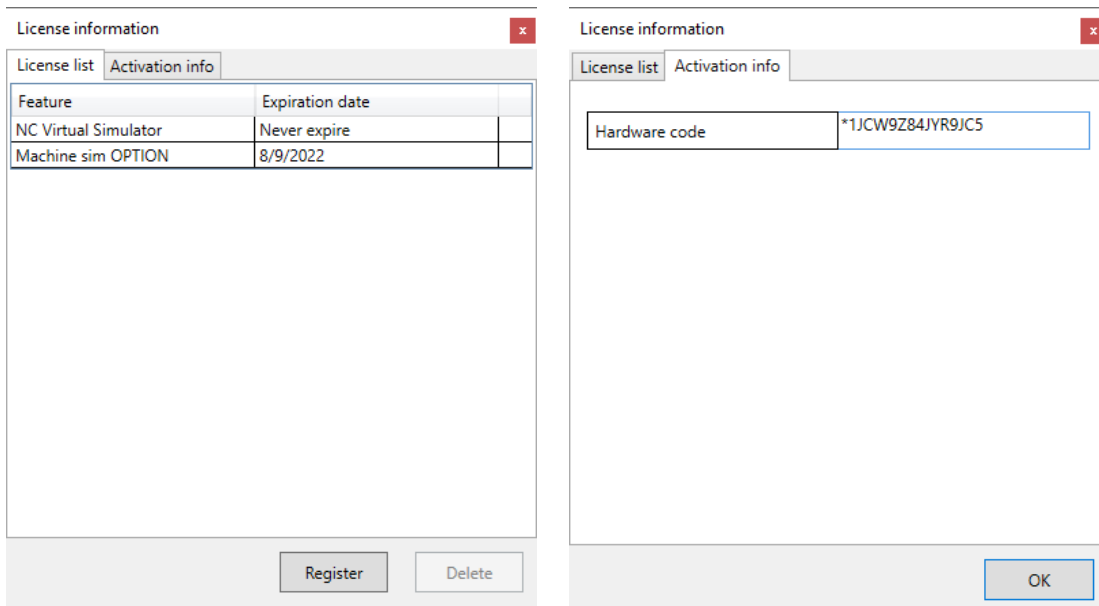 License information
x
License list Activation info
Feature Expiration date
NC Virtual Simulator Never expire
Machine sim OPTION 8/9/2022
Register Delete
License information
x
License list Activation info
Hardware code *1JCW9Z84JYR9JC5
OK